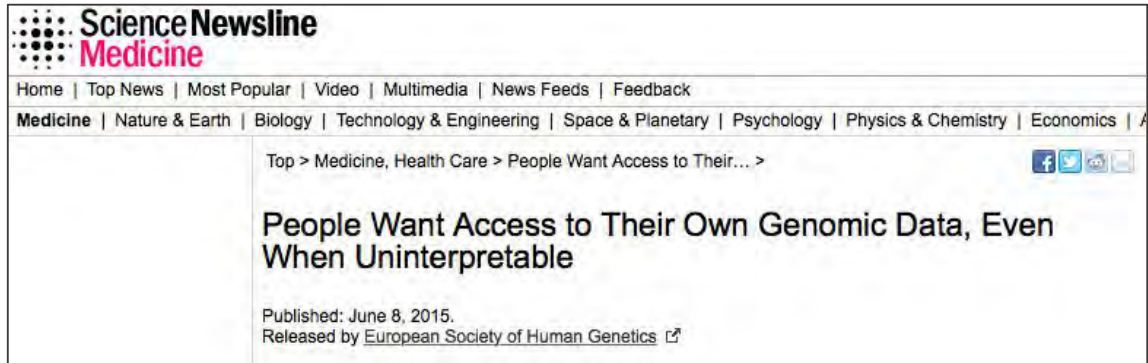 Science Newsline
Medicine
Home | Top News | Most Popular | Video | Multimedia | News Feeds | Feedback
Medicine | Nature & Earth | Biology | Technology & Engineering | Space & Planetary | Psychology | Physics & Chemistry | Economics |
Top > Medicine, Health Care > People Want Access to Their... >
People Want Access to Their Own Genomic Data, Even
When Uninterpretable
Published: June 8, 2015.
Released by European Society of Human Genetics